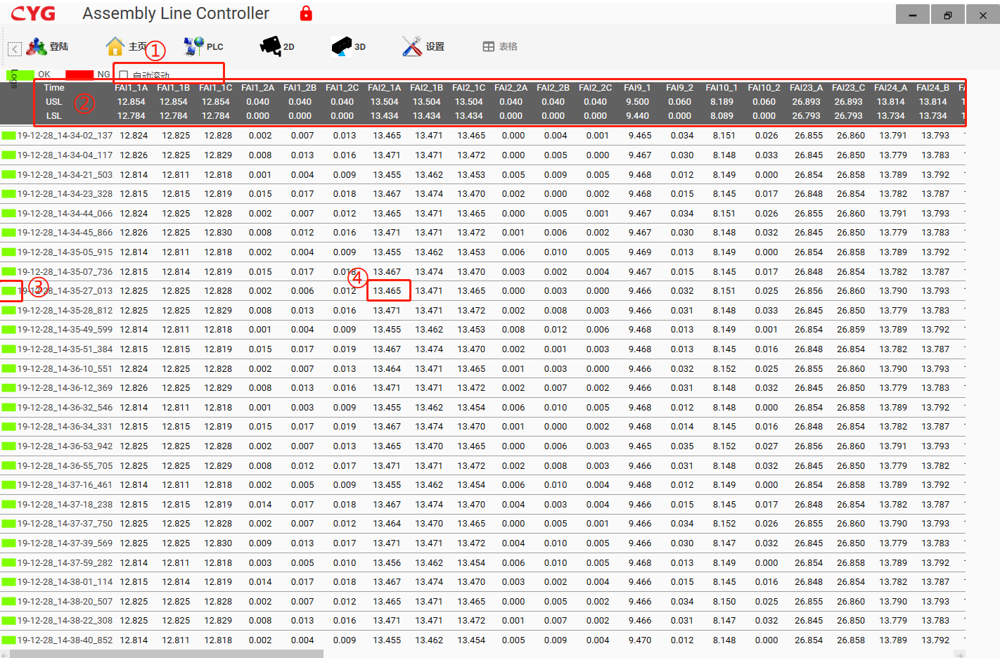 CYG Assembly Line Controller
登陆 主页 PLC 2D 3D 设置 表格
①
Logs OK NG 自动滚动
Time FAI1_1A FAI1_1B FAI1_1C FAI1_2A FAI1_2B FAI1_2C FAI2_1A FAI2_1B FAI2_1C FAI2_2A FAI2_2B FAI2_2C FAI9_1 FAI9_2 FAI10_1 FAI10_2 FAI23_A FAI23_C FAI24_A FAI24_B
② USL 12.854 12.854 12.854 0.040 0.040 0.040 13.504 13.504 13.504 0.040 0.040 0.040 9.500 0.060 8.189 0.060 26.893 26.893 13.814 13.814
LSL 12.784 12.784 12.784 0.000 0.000 0.000 13.434 13.434 13.434 0.000 0.000 0.000 9.440 0.000 8.089 0.000 26.793 26.793 13.734 13.734
19-12-28_14-34-02_137 12.824 12.825 12.828 0.002 0.007 0.013 13.465 13.471 13.465 0.000 0.004 0.001 9.465 0.034 8.151 0.026 26.855 26.860 13.791 13.793
19-12-28_14-34-04_117 12.826 12.825 12.829 0.008 0.013 0.016 13.471 13.471 13.472 0.000 0.005 0.000 9.467 0.030 8.148 0.033 26.845 26.850 13.779 13.783
19-12-28_14-34-21_503 12.814 12.811 12.818 0.001 0.004 0.009 13.455 13.462 13.453 0.005 0.009 0.005 9.468 0.012 8.149 0.000 26.854 26.858 13.789 13.792
19-12-28_14-34-23_328 12.815 12.815 12.819 0.015 0.017 0.018 13.467 13.474 13.470 0.002 0.000 0.002 9.468 0.015 8.145 0.017 26.848 26.854 13.782 13.787
19-12-28_14-34-44_066 12.824 12.825 12.828 0.002 0.007 0.012 13.465 13.471 13.465 0.000 0.005 0.001 9.467 0.034 8.151 0.026 26.855 26.860 13.791 13.793
19-12-28_14-34-45_866 12.826 12.825 12.830 0.008 0.012 0.016 13.471 13.471 13.472 0.001 0.006 0.002 9.467 0.030 8.148 0.032 26.845 26.850 13.779 13.783
19-12-28_14-35-05_915 12.814 12.811 12.818 0.002 0.004 0.009 13.455 13.462 13.453 0.006 0.010 0.005 9.469 0.013 8.149 0.000 26.854 26.858 13.789 13.792
19-12-28_14-35-07_736 12.815 12.814 12.819 0.015 0.017 0.018 13.467 13.474 13.470 0.003 0.002 0.004 9.467 0.015 8.145 0.017 26.848 26.854 13.782 13.787
③ ④
19-12-28_14-35-27_013 12.825 12.825 12.828 0.002 0.006 0.012 13.465 13.471 13.465 0.000 0.003 0.000 9.466 0.032 8.151 0.025 26.856 26.860 13.790 13.793
19-12-28_14-35-28_812 12.825 12.825 12.829 0.008 0.013 0.016 13.471 13.471 13.472 0.002 0.008 0.003 9.466 0.031 8.148 0.033 26.845 26.850 13.779 13.783
19-12-28_14-35-49_599 12.814 12.811 12.818 0.001 0.004 0.009 13.455 13.462 13.453 0.008 0.012 0.006 9.468 0.013 8.149 0.001 26.854 26.859 13.789 13.792
19-12-28_14-35-51_384 12.815 12.815 12.819 0.015 0.017 0.019 13.467 13.474 13.470 0.002 0.001 0.003 9.468 0.013 8.145 0.016 26.848 26.854 13.782 13.787
19-12-28_14-36-10_551 12.824 12.825 12.828 0.002 0.007 0.013 13.464 13.471 13.465 0.001 0.003 0.000 9.466 0.032 8.152 0.025 26.855 26.860 13.790 13.793
19-12-28_14-36-12_369 12.826 12.825 12.829 0.008 0.013 0.016 13.471 13.471 13.472 0.002 0.007 0.002 9.466 0.031 8.148 0.032 26.845 26.850 13.779 13.783
19-12-28_14-36-32_546 12.814 12.811 12.818 0.001 0.003 0.009 13.455 13.462 13.454 0.006 0.010 0.005 9.468 0.012 8.148 0.000 26.854 26.858 13.789 13.792
19-12-28_14-36-34_331 12.815 12.815 12.819 0.015 0.017 0.019 13.467 13.474 13.470 0.001 0.000 0.002 9.468 0.014 8.145 0.016 26.848 26.854 13.782 13.787
19-12-28_14-36-53_942 12.825 12.825 12.828 0.002 0.007 0.013 13.465 13.470 13.465 0.000 0.006 0.003 9.465 0.035 8.152 0.027 26.856 26.860 13.791 13.793
19-12-28_14-36-55_705 12.825 12.825 12.829 0.008 0.012 0.017 13.471 13.471 13.472 0.002 0.008 0.003 9.466 0.031 8.148 0.032 26.845 26.850 13.779 13.782
19-12-28_14-37-16_461 12.814 12.811 12.818 0.002 0.005 0.009 13.455 13.462 13.454 0.006 0.010 0.004 9.468 0.012 8.149 0.000 26.854 26.858 13.789 13.792
19-12-28_14-37-18_238 12.815 12.815 12.819 0.014 0.017 0.018 13.467 13.474 13.470 0.004 0.003 0.004 9.466 0.015 8.145 0.017 26.848 26.854 13.782 13.787
19-12-28_14-37-37_750 12.825 12.825 12.828 0.002 0.007 0.012 13.464 13.470 13.465 0.000 0.005 0.001 9.466 0.034 8.152 0.026 26.855 26.860 13.790 13.793
19-12-28_14-37-39_569 12.825 12.825 12.830 0.009 0.013 0.017 13.471 13.471 13.472 0.004 0.010 0.005 9.466 0.030 8.147 0.032 26.845 26.850 13.779 13.783
19-12-28_14-37-59_282 12.814 12.811 12.818 0.003 0.005 0.010 13.456 13.462 13.454 0.006 0.010 0.005 9.468 0.013 8.149 0.000 26.854 26.858 13.789 13.792
19-12-28_14-38-01_114 12.815 12.814 12.819 0.014 0.017 0.018 13.467 13.474 13.470 0.003 0.002 0.004 9.466 0.015 8.145 0.016 26.848 26.854 13.782 13.787
19-12-28_14-38-20_507 12.825 12.825 12.828 0.002 0.007 0.012 13.465 13.471 13.465 0.000 0.005 0.002 9.466 0.034 8.150 0.025 26.855 26.860 13.790 13.793
19-12-28_14-38-22_308 12.825 12.825 12.829 0.008 0.013 0.016 13.471 13.471 13.472 0.001 0.007 0.002 9.466 0.031 8.147 0.032 26.845 26.850 13.779 13.783
19-12-28_14-38-40_852 12.814 12.811 12.818 0.002 0.004 0.009 13.455 13.462 13.454 0.005 0.009 0.004 9.470 0.012 8.148 0.000 26.854 26.858 13.789 13.792